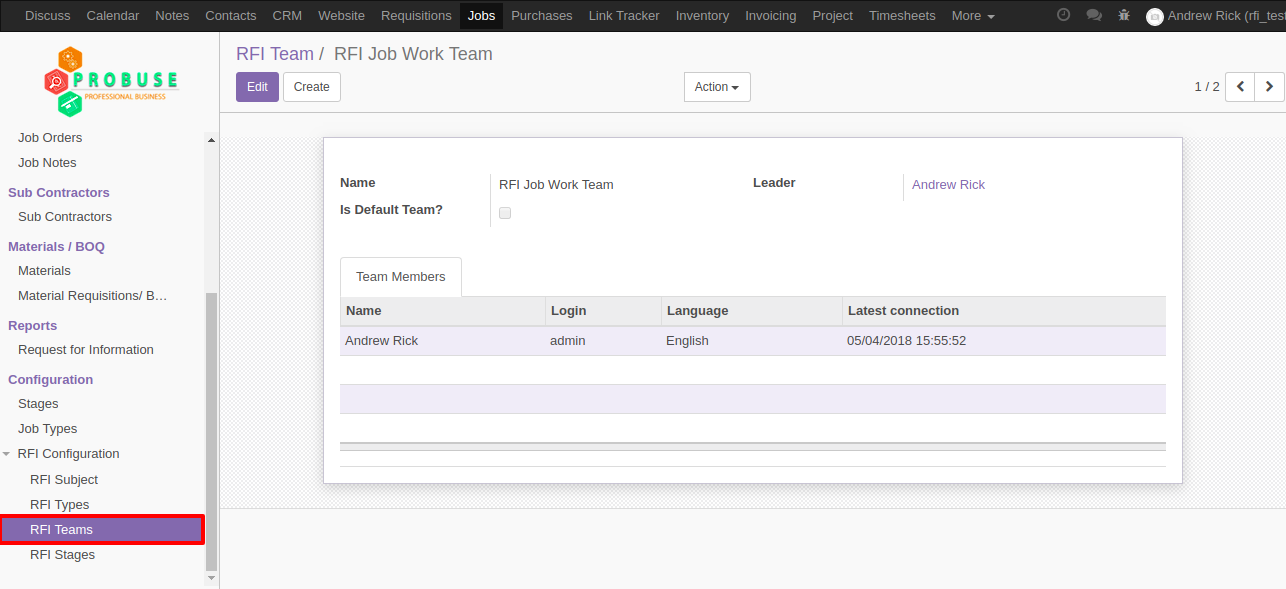 Discuss Calendar Notes Contacts CRM Website Requisitions Jobs Purchases Link Tracker Inventory Invoicing Project Timesheets More Andrew Rick (rfi_test
PROBUSE
PROFESSIONAL BUSINESS
Job Orders
Job Notes
Sub Contractors
Sub Contractors
Materials / BOQ
Materials
Material Requisitions/ B…
Reports
Request for Information
Configuration
Stages
Job Types
RFI Configuration
RFI Subject
RFI Types
RFI Teams
RFI Stages
RFI Team / RFI Job Work Team
Edit Create Action 1 / 2
Name RFI Job Work Team Leader Andrew Rick
Is Default Team?
Team Members
Name Login Language Latest connection
Andrew Rick admin English 05/04/2018 15:55:52